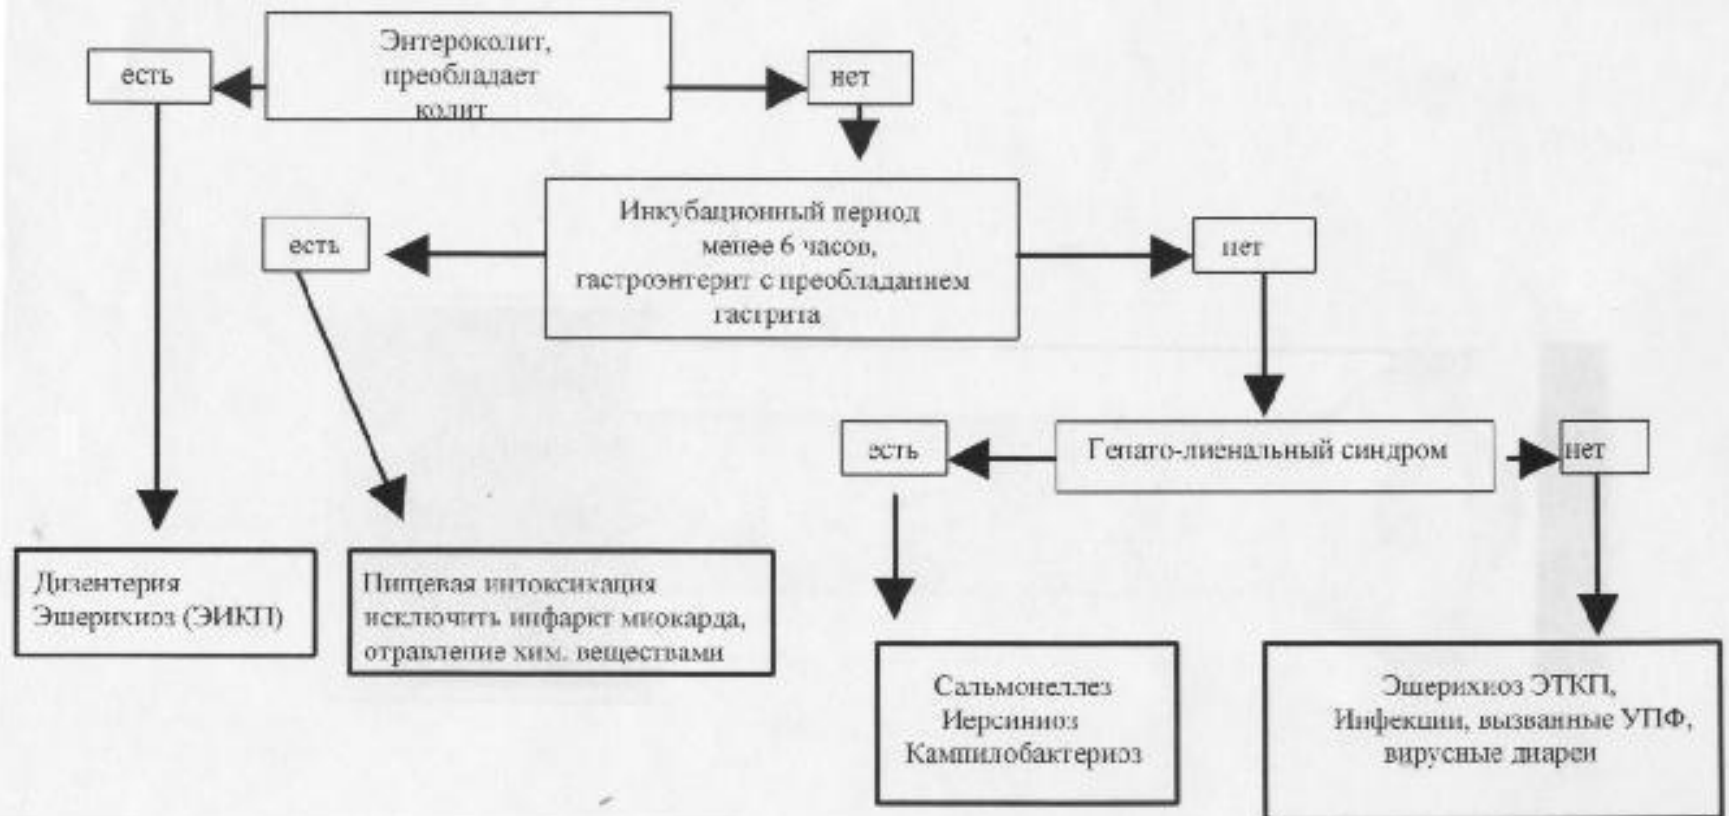 Энтероколит,
преобладает
колит
есть
нет
Инкубационный период
менее 6 часов,
гастроэнтерит с преобладанием
гастрита
есть
нет
Гепато-лиенальный синдром
есть
нет
Дизентерия
Эшерихиоз (ЭИКП)
Пищевая интоксикация
исключить инфаркт миокарда,
отравление хим. веществами
Сальмонеллез
Иерсиниоз
Кампилобактериоз
Эшерихиоз ЭТКП,
Инфекции, вызванные УПФ,
вирусные диареи